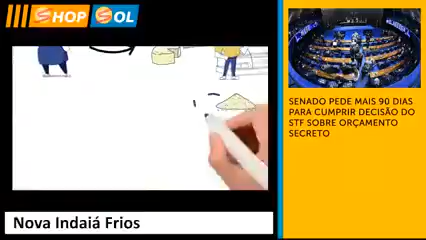 SHOP SOL
SENADO PEDE MAIS 90 DIAS
PARA CUMPRIR DECISÃO DO
STF SOBRE ORÇAMENTO
SECRETO
Nova Indaiá Frios